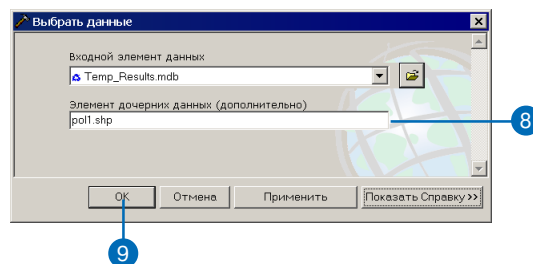 Выбрать данные
Входной элемент данных
Temp_Results.mdb
Элемент дочерних данных (дополнительно)
pol1.shp
8
OK
Отмена
Применить
Показать Справку >>
9